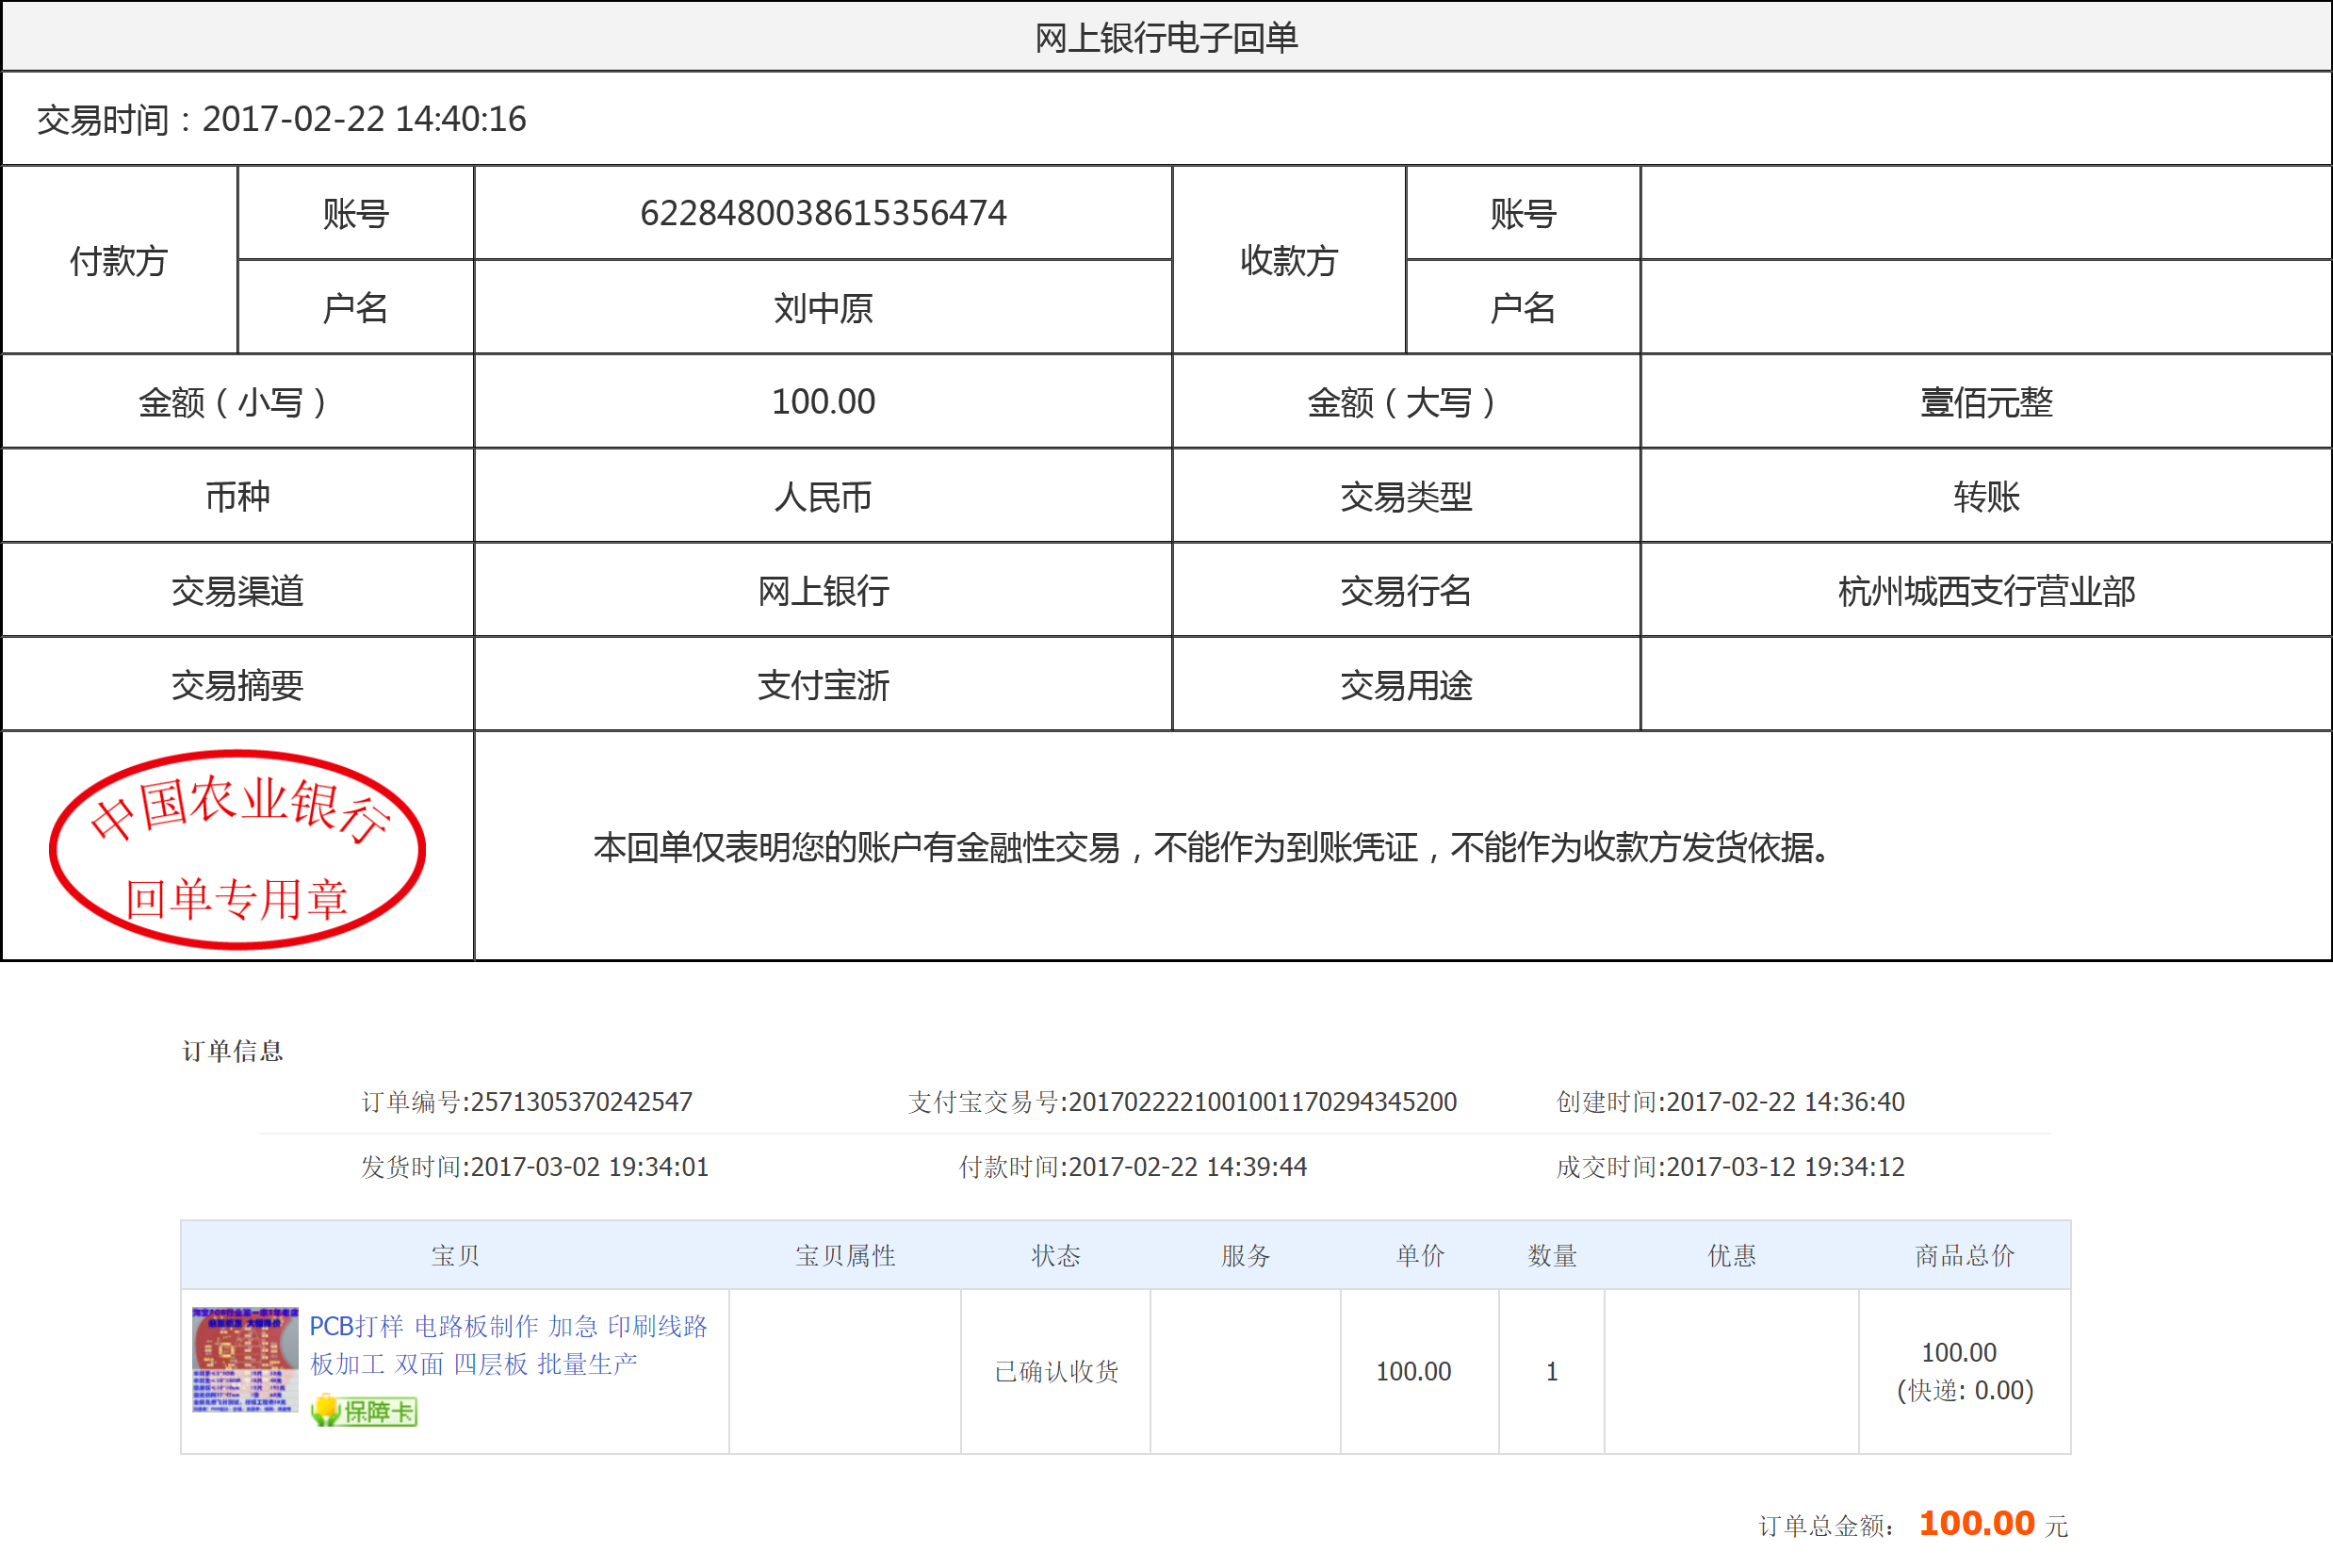 网上银行电子回单
交易时间：2017-02-22 14:40:16
付款方 账号 6228480038615356474 收款方 账号
户名 刘中原 户名
金额（小写） 100.00 金额（大写） 壹佰元整
币种 人民币 交易类型 转账
交易渠道 网上银行 交易行名 杭州城西支行营业部
交易摘要 支付宝浙 交易用途
中国农业银行
回单专用章
本回单仅表明您的账户有金融性交易，不能作为到账凭证，不能作为收款方发货依据。
订单信息
订单编号:2571305370242547 支付宝交易号:2017022221001001170294345200 创建时间:2017-02-22 14:36:40
发货时间:2017-03-02 19:34:01 付款时间:2017-02-22 14:39:44 成交时间:2017-03-12 19:34:12
宝贝 宝贝属性 状态 服务 单价 数量 优惠 商品总价
PCB打样 电路板制作 加急 印刷线路
板加工 双面 四层板 批量生产
保障卡
已确认收货 100.00 1 100.00
(快递: 0.00)
订单总金额： 100.00 元